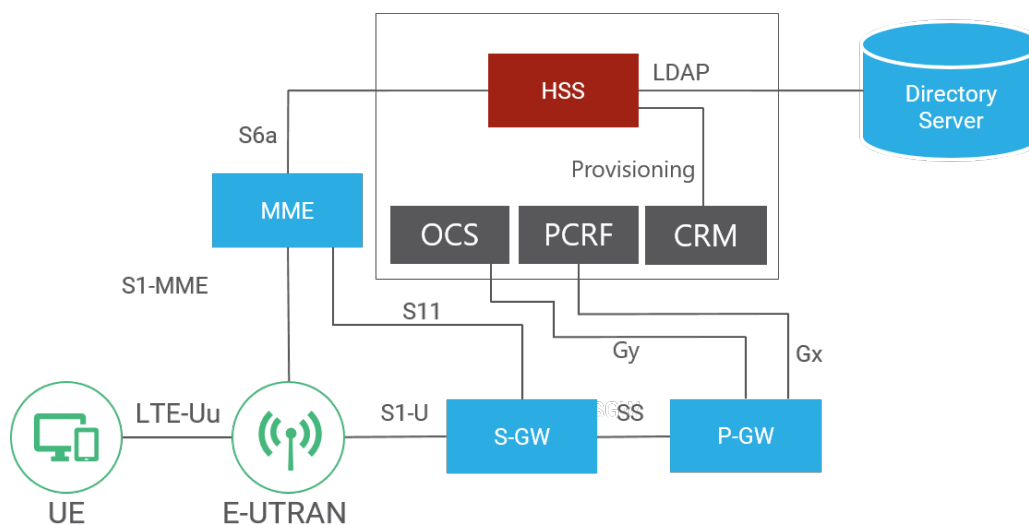 HSS
LDAP
Directory
Server
S6a
Provisioning
MME
OCS
PCRF
CRM
S1-MME
S11
Gy
Gx
LTE-Uu
S1-U
S-GW
SS
P-GW
UE
E-UTRAN